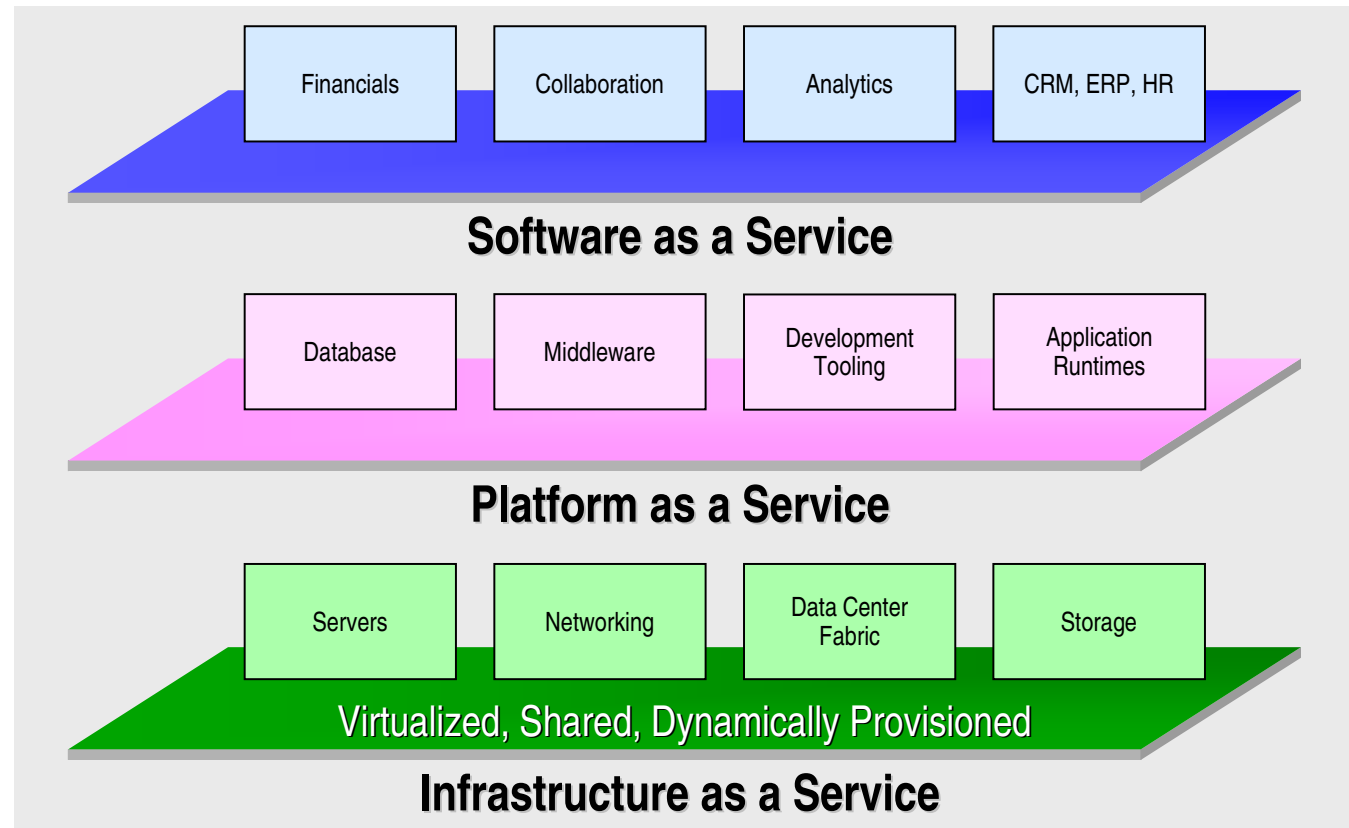 Financials
Collaboration
Analytics
CRM, ERP, HR
Software as a Service
Database
Middleware
Development
Tooling
Application
Runtimes
Platform as a Service
Servers
Networking
Data Center
Fabric
Storage
Virtualized, Shared, Dynamically Provisioned
Infrastructure as a Service